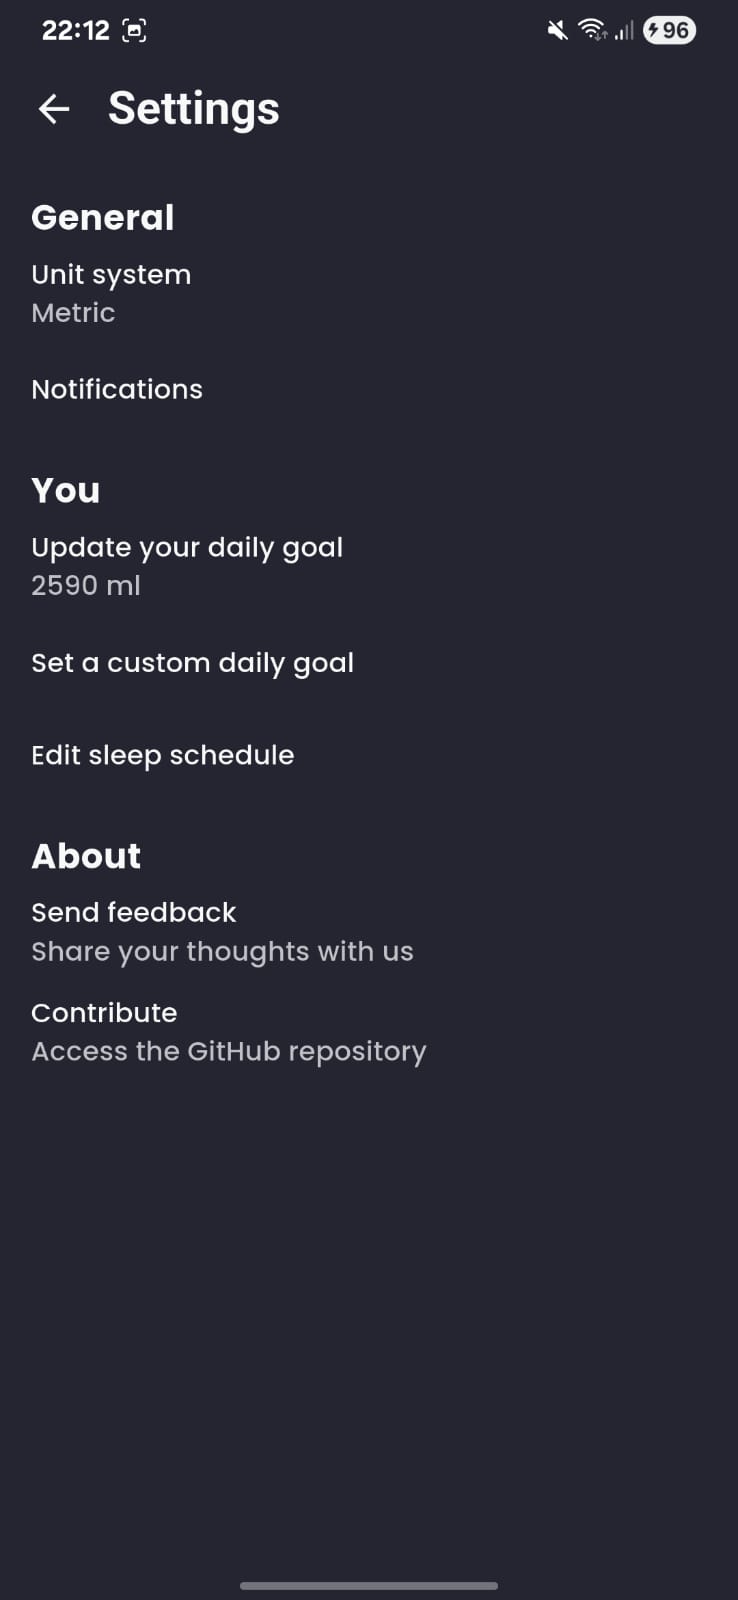 22:12
96
Settings
General
Unit system
Metric
Notifications
You
Update your daily goal
2590 ml
Set a custom daily goal
Edit sleep schedule
About
Send feedback
Share your thoughts with us
Contribute
Access the GitHub repository